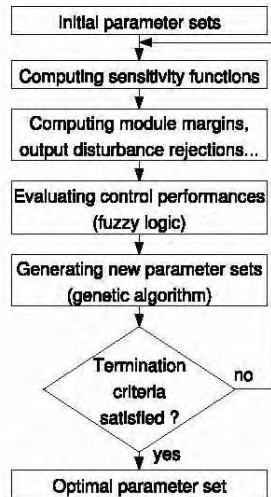 Initial parameter sets
Computing sensitivity functions
Computing module margins,
output disturbance rejections...
Evaluating control performances
(fuzzy logic)
Generating new parameter sets
(genetic algorithm)
Termination
criteria
satisfied ?
no
yes
Optimal parameter set